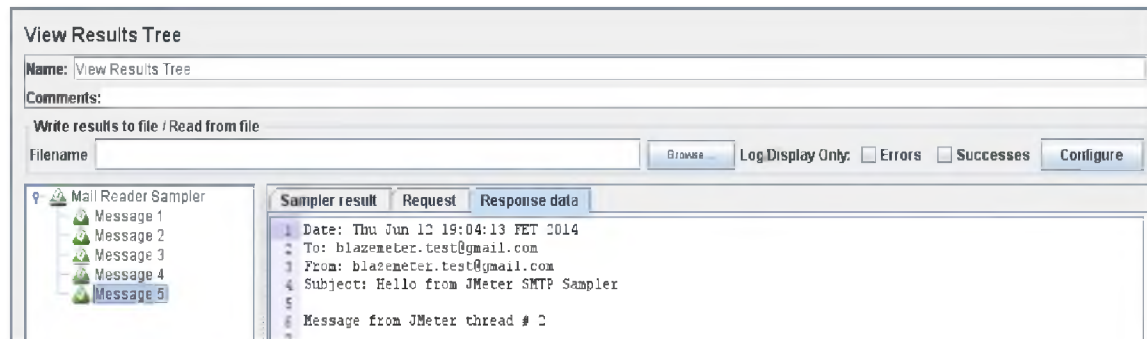 View Results Tree
Name: View Results Tree
Comments:
Write results to file / Read from file
Filename Browse... Log/Display Only: Errors Successes Configure
Mail Reader Sampler
Message 1
Message 2
Message 3
Message 4
Message 5
Sampler result Request Response data
1 Date: Thu Jun 12 19:04:13 FET 2014
2 To: blazemeter.test@gmail.com
3 From: blazemeter.test@gmail.com
4 Subject: Hello from JMeter SMTP Sampler
5
6 Message from JMeter thread # 2